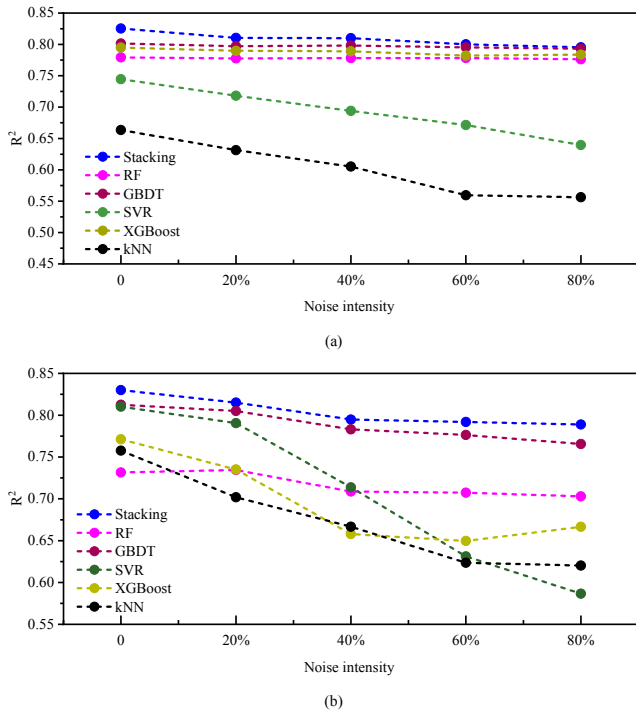 0.85
0.80
0.75
0.70
0.65
0.60
0.55
0.50
0.45
R²
Stacking
RF
GBDT
SVR
XGBoost
kNN
0 20% 40% 60% 80%
Noise intensity
(a)
0.85
0.80
0.75
0.70
0.65
0.60
0.55
R²
Stacking
RF
GBDT
SVR
XGBoost
kNN
0 20% 40% 60% 80%
Noise intensity
(b)